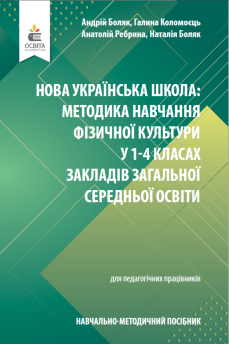 Андрій Боляк, Галина Коломоєць
Анатолій Ребрина, Наталія Боляк
ОСВІТА
НОВА УКРАЇНСЬКА ШКОЛА:
МЕТОДИКА НАВЧАННЯ
ФІЗИЧНОЇ КУЛЬТУРИ
У 1-4 КЛАСАХ
ЗАКЛАДІВ ЗАГАЛЬНОЇ
СЕРЕДНЬОЇ ОСВІТИ
для педагогічних працівників
НАВЧАЛЬНО-МЕТОДИЧНИЙ ПОСІБНИК